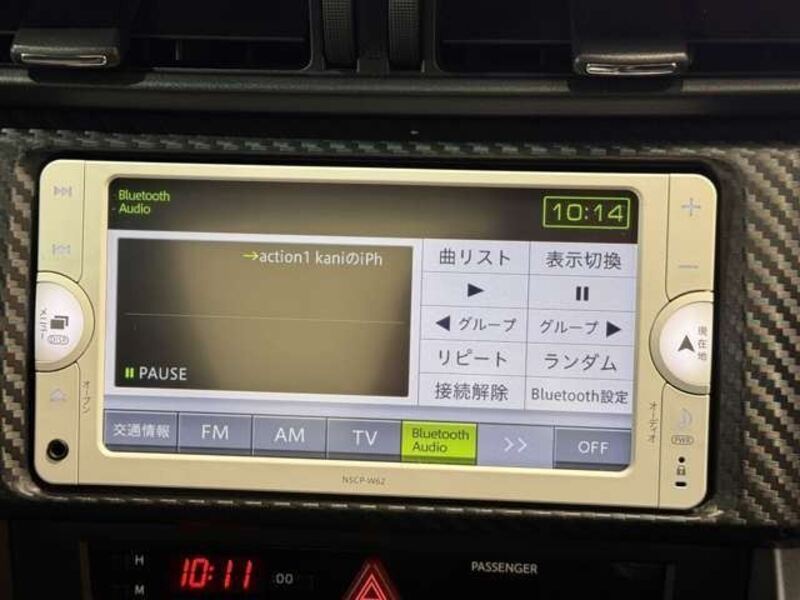 Bluetooth
Audio
10:14
→action1 kaniのiPh
曲リスト
表示切換
▶
◀ グループ
グループ ▶
リピート
ランダム
PAUSE
接続解除
Bluetooth設定
交通情報
FM
AM
TV
Bluetooth
Audio
>>
OFF
メニュー
DISP
オープン
現在地
オーディオ
PWR
NSCP-W62
H
M
10:11
:00
PASSENGER